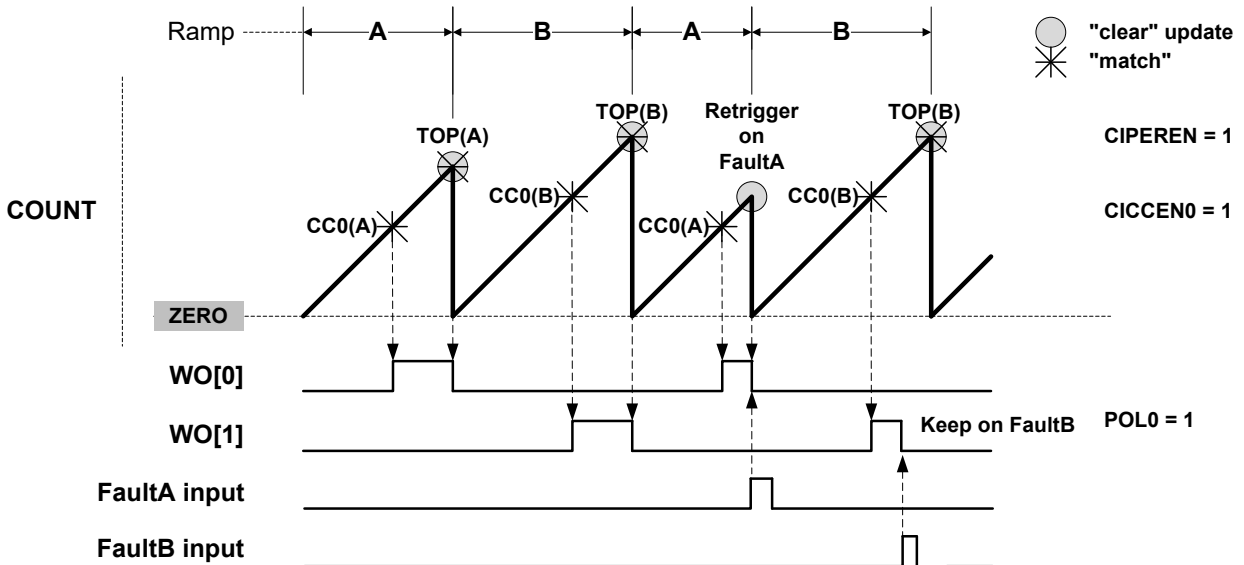 Ramp
A
B
A
B
"clear" update
"match"
TOP(A)
TOP(B)
Retrigger
on
FaultA
TOP(B)
CIPEREN = 1
COUNT
CC0(A)
CC0(B)
CC0(A)
CC0(B)
CICCEN0 = 1
ZERO
WO[0]
WO[1]
Keep on FaultB
POL0 = 1
FaultA input
FaultB input